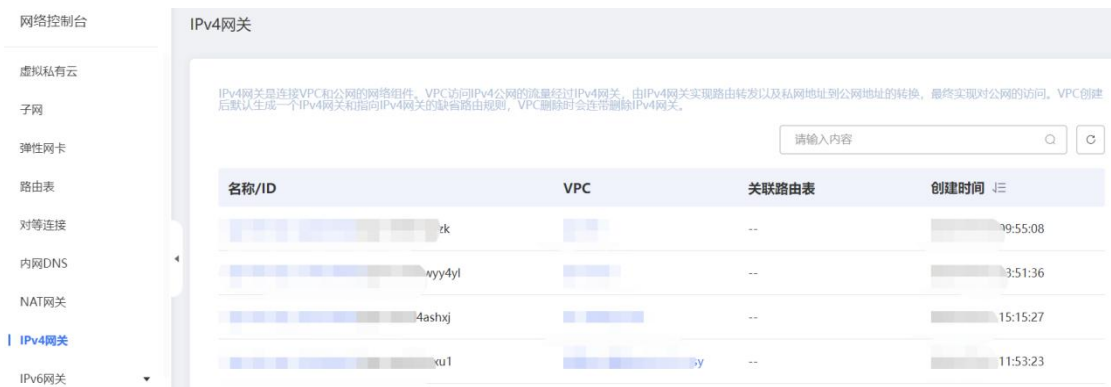 网络控制台
虚拟私有云
子网
弹性网卡
路由表
对等连接
内网DNS
NAT网关
IPv4网关
IPv6网关
IPv4网关
IPv4网关是连接VPC和公网的网络组件。VPC访问IPv4公网的流量经过IPv4网关，由IPv4网关实现路由转发以及私网地址到公网地址的转换，最终实现对公网的访问。VPC创建
后默认生成一个IPv4网关和指向IPv4网关的缺省路由规则，VPC删除时会连带删除IPv4网关。
请输入内容
名称/ID VPC 关联路由表 创建时间
zk -- 09:55:08
wyy4yl -- 3:51:36
4ashxj -- 15:15:27
xu1 sy -- 11:53:23